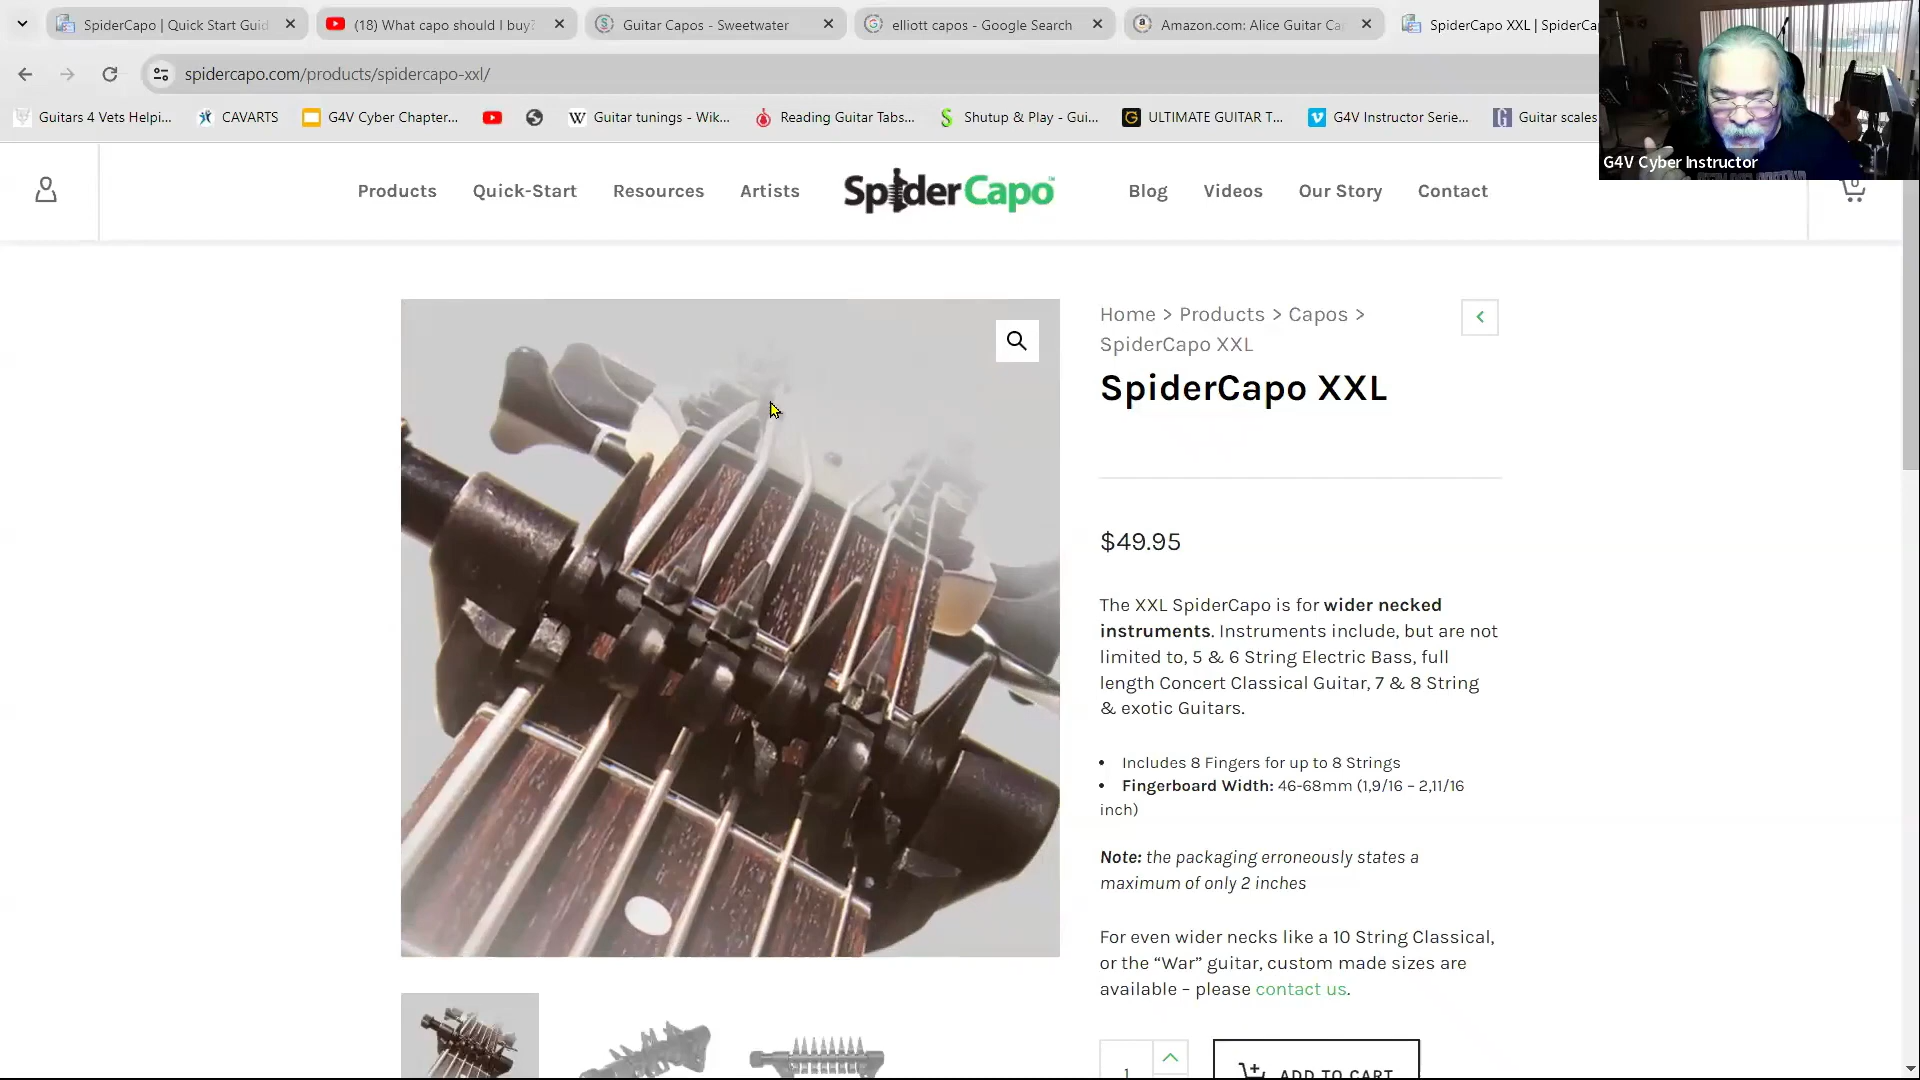 SpiderCapo | Quick Start Guid
(18) What capo should I buy?
Guitar Capos - Sweetwater
elliott capos - Google Search
Amazon.com: Alice Guitar Ca
SpiderCapo XXL | SpiderCap
spidercapo.com/products/spidercapo-xxl/
Guitars 4 Vets Helpi...
CAVARTS
G4V Cyber Chapter...
Guitar tunings - Wik...
Reading Guitar Tabs...
Shutup & Play - Gui...
ULTIMATE GUITAR T...
G4V Instructor Serie...
Guitar scales
G4V Cyber Instructor
Products
Quick-Start
Resources
Artists
SpiderCapo™
Blog
Videos
Our Story
Contact
0
Home > Products > Capos >
SpiderCapo XXL
SpiderCapo XXL
$49.95
The XXL SpiderCapo is for wider necked
instruments. Instruments include, but are not
limited to, 5 & 6 String Electric Bass, full
length Concert Classical Guitar, 7 & 8 String
& exotic Guitars.
• Includes 8 Fingers for up to 8 Strings
• Fingerboard Width: 46-68mm (1,9/16 – 2,11/16
inch)
Note: the packaging erroneously states a
maximum of only 2 inches
For even wider necks like a 10 String Classical,
or the “War” guitar, custom made sizes are
available – please contact us.
1
ADD TO CART